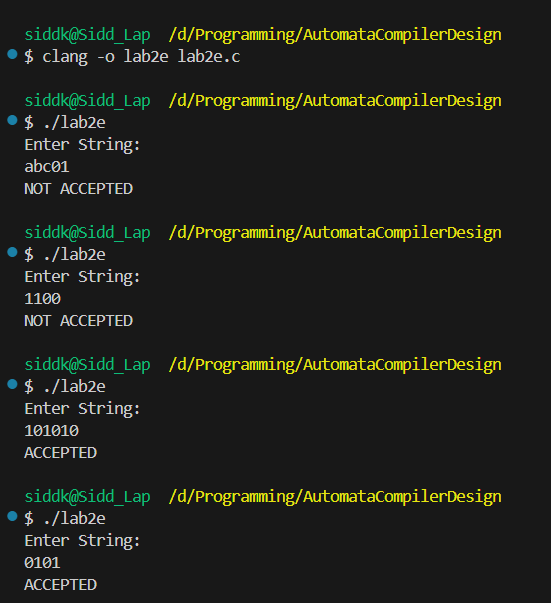 siddk@Sidd_Lap /d/Programming/AutomataCompilerDesign
$ clang -o lab2e lab2e.c
siddk@Sidd_Lap /d/Programming/AutomataCompilerDesign
$ ./lab2e
Enter String:
abc01
NOT ACCEPTED
siddk@Sidd_Lap /d/Programming/AutomataCompilerDesign
$ ./lab2e
Enter String:
1100
NOT ACCEPTED
siddk@Sidd_Lap /d/Programming/AutomataCompilerDesign
$ ./lab2e
Enter String:
101010
ACCEPTED
siddk@Sidd_Lap /d/Programming/AutomataCompilerDesign
$ ./lab2e
Enter String:
0101
ACCEPTED